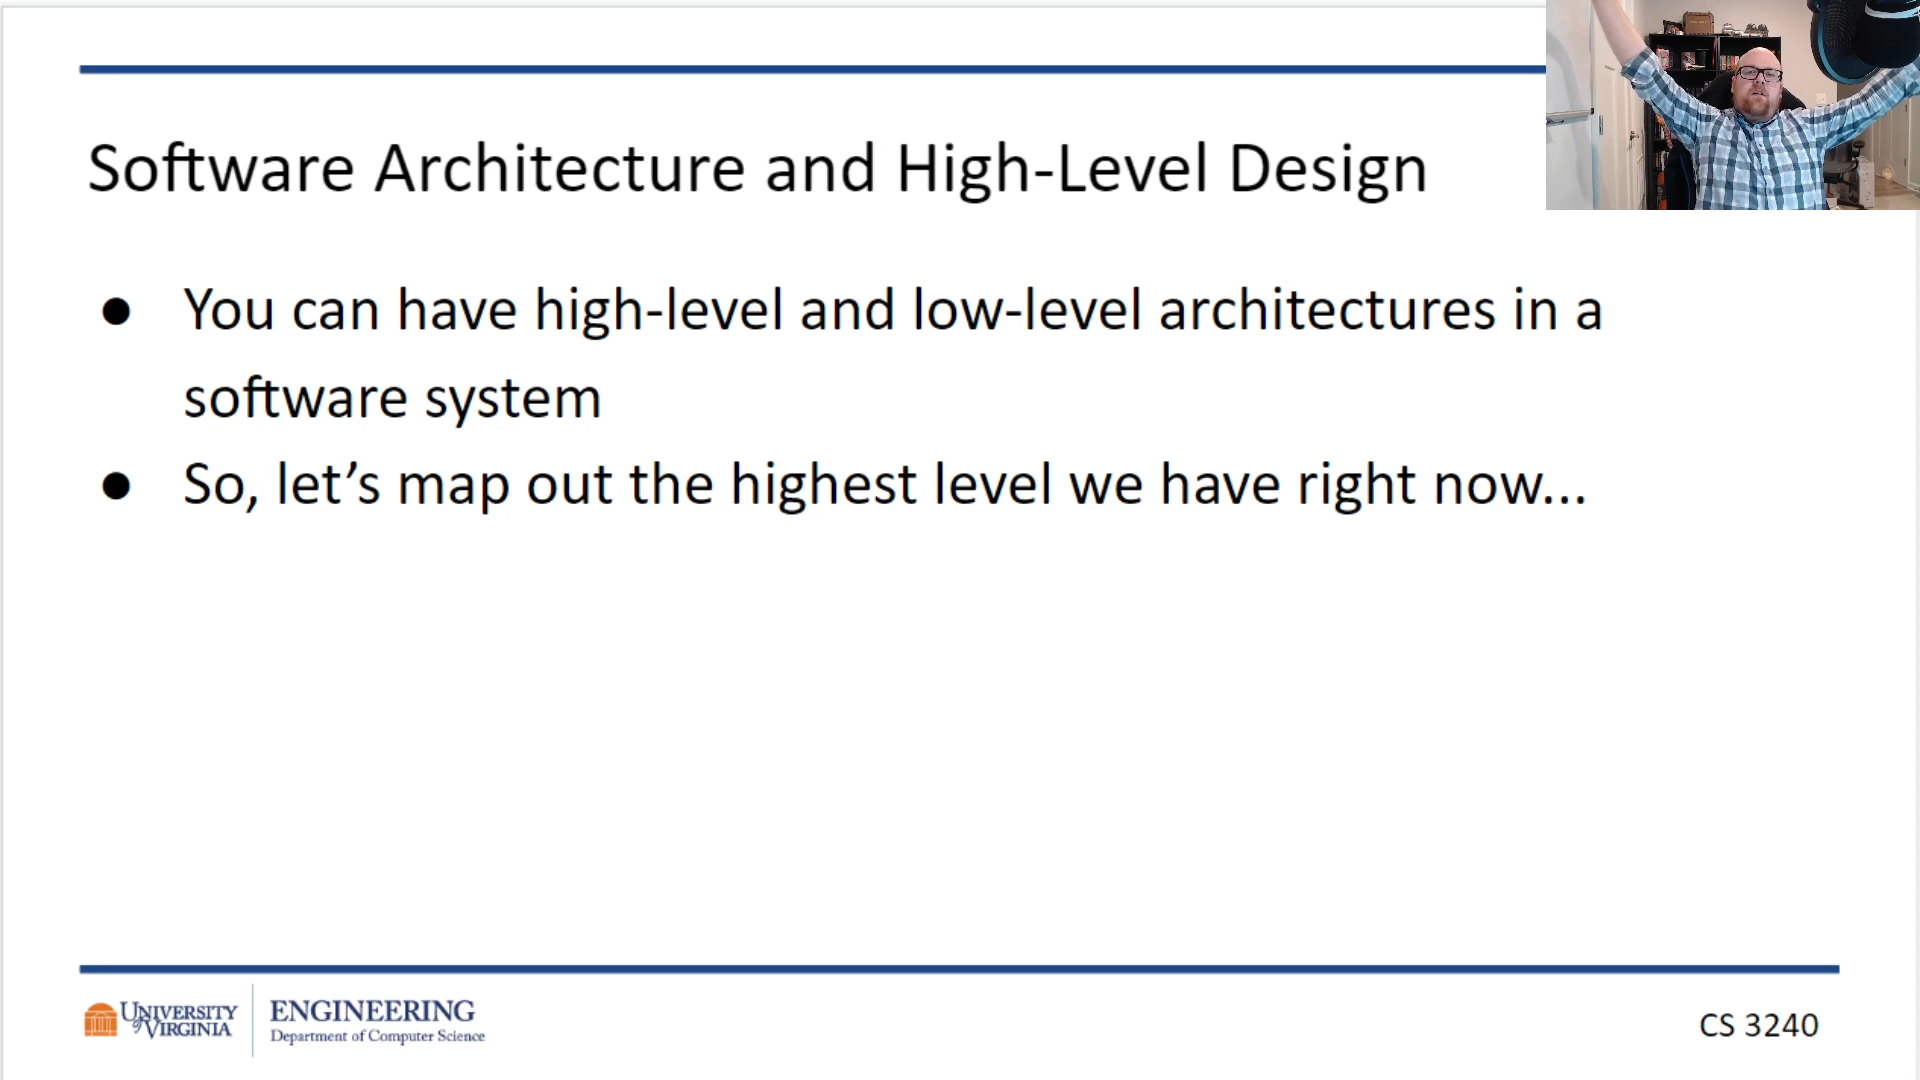 Software Architecture and High-Level Design
● You can have high-level and low-level architectures in a
software system
● So, let’s map out the highest level we have right now...
UNIVERSITY
of VIRGINIA
ENGINEERING
Department of Computer Science
CS 3240